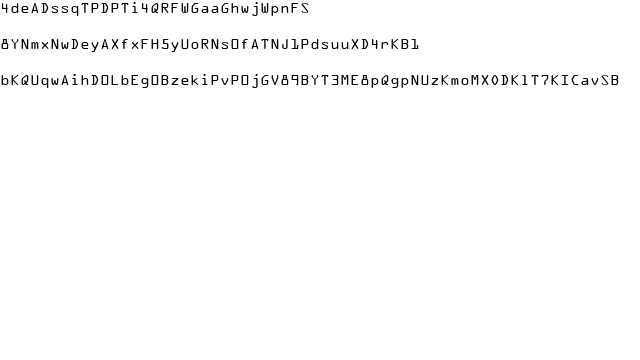 4deADssqTPDPTi4QRFWGaaGhwjWpnFS
8YNmxNwDeyAXfxFH5yUoRNsOfATNJ1PdsuuXD4rKB1
bKQUqwAihDOLbEgOBzekiPvPOjGV89BYT3ME8pQgpNUzKmoMX0DK1T7KICavSB